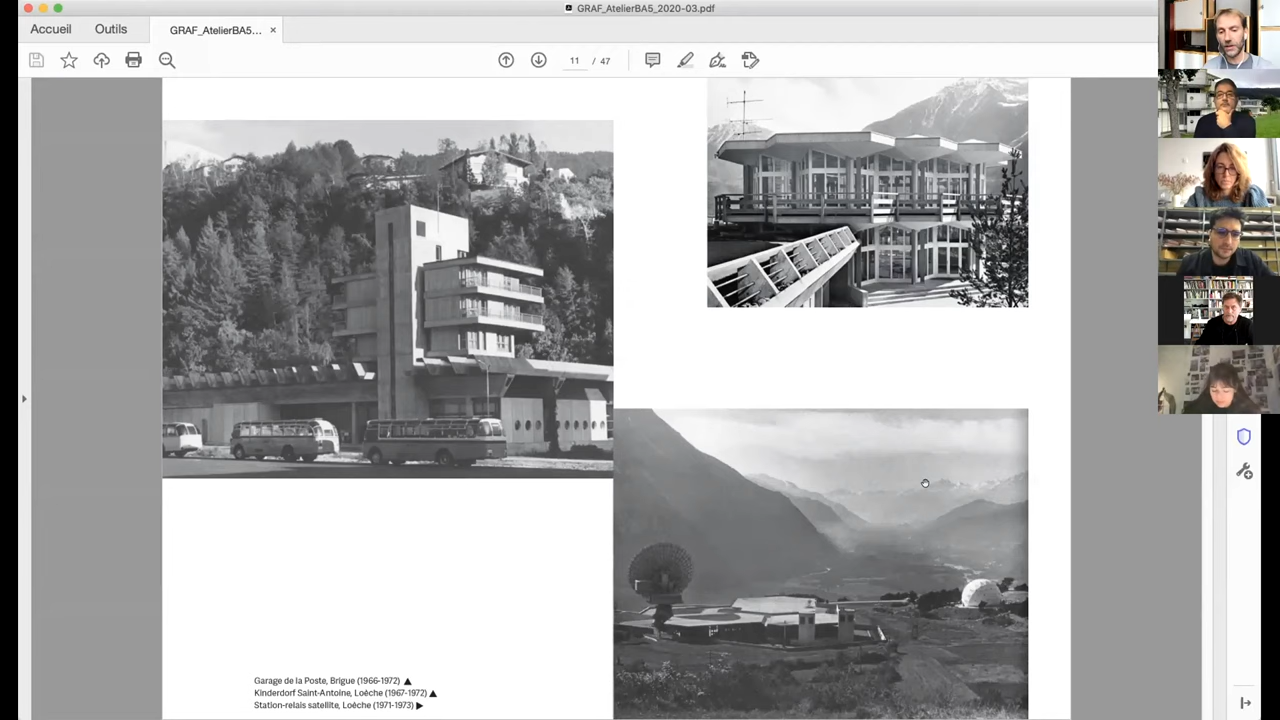 GRAF_AtelierBA5_2020-03.pdf
Accueil
Outils
GRAF_AtelierBA5... ×
11 / 47
Garage de la Poste, Brigue (1966-1972) ▲
Kinderdorf Saint-Antoine, Loèche (1967-1972) ▲
Station-relais satellite, Loèche (1971-1973) ▶